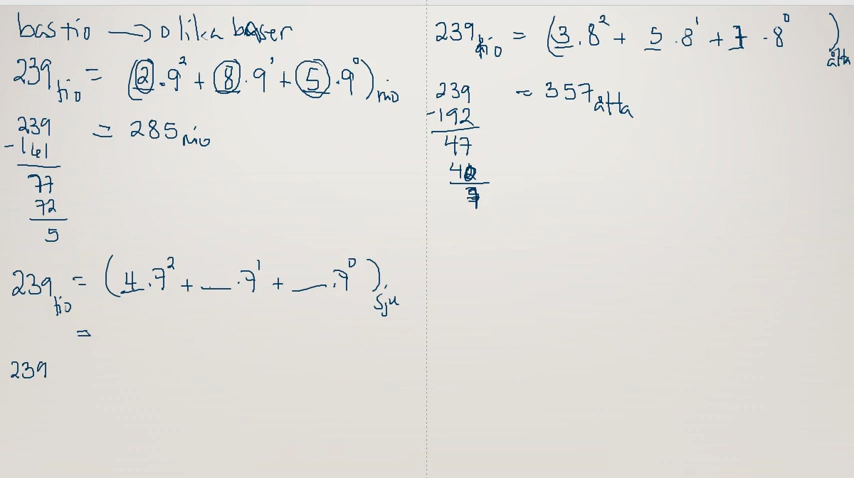 bastio → olika baser
239tio = (2·9² + 8·9¹ + 5·9⁰)nio
239 = 285nio
-161
77
72
5
239tio = (4·7² + __·7¹ + __·7⁰)sju
=
239
239tio = (3·8² + 5·8¹ + 7·8⁰)åtta
239 = 357åtta
-192
47
40
7